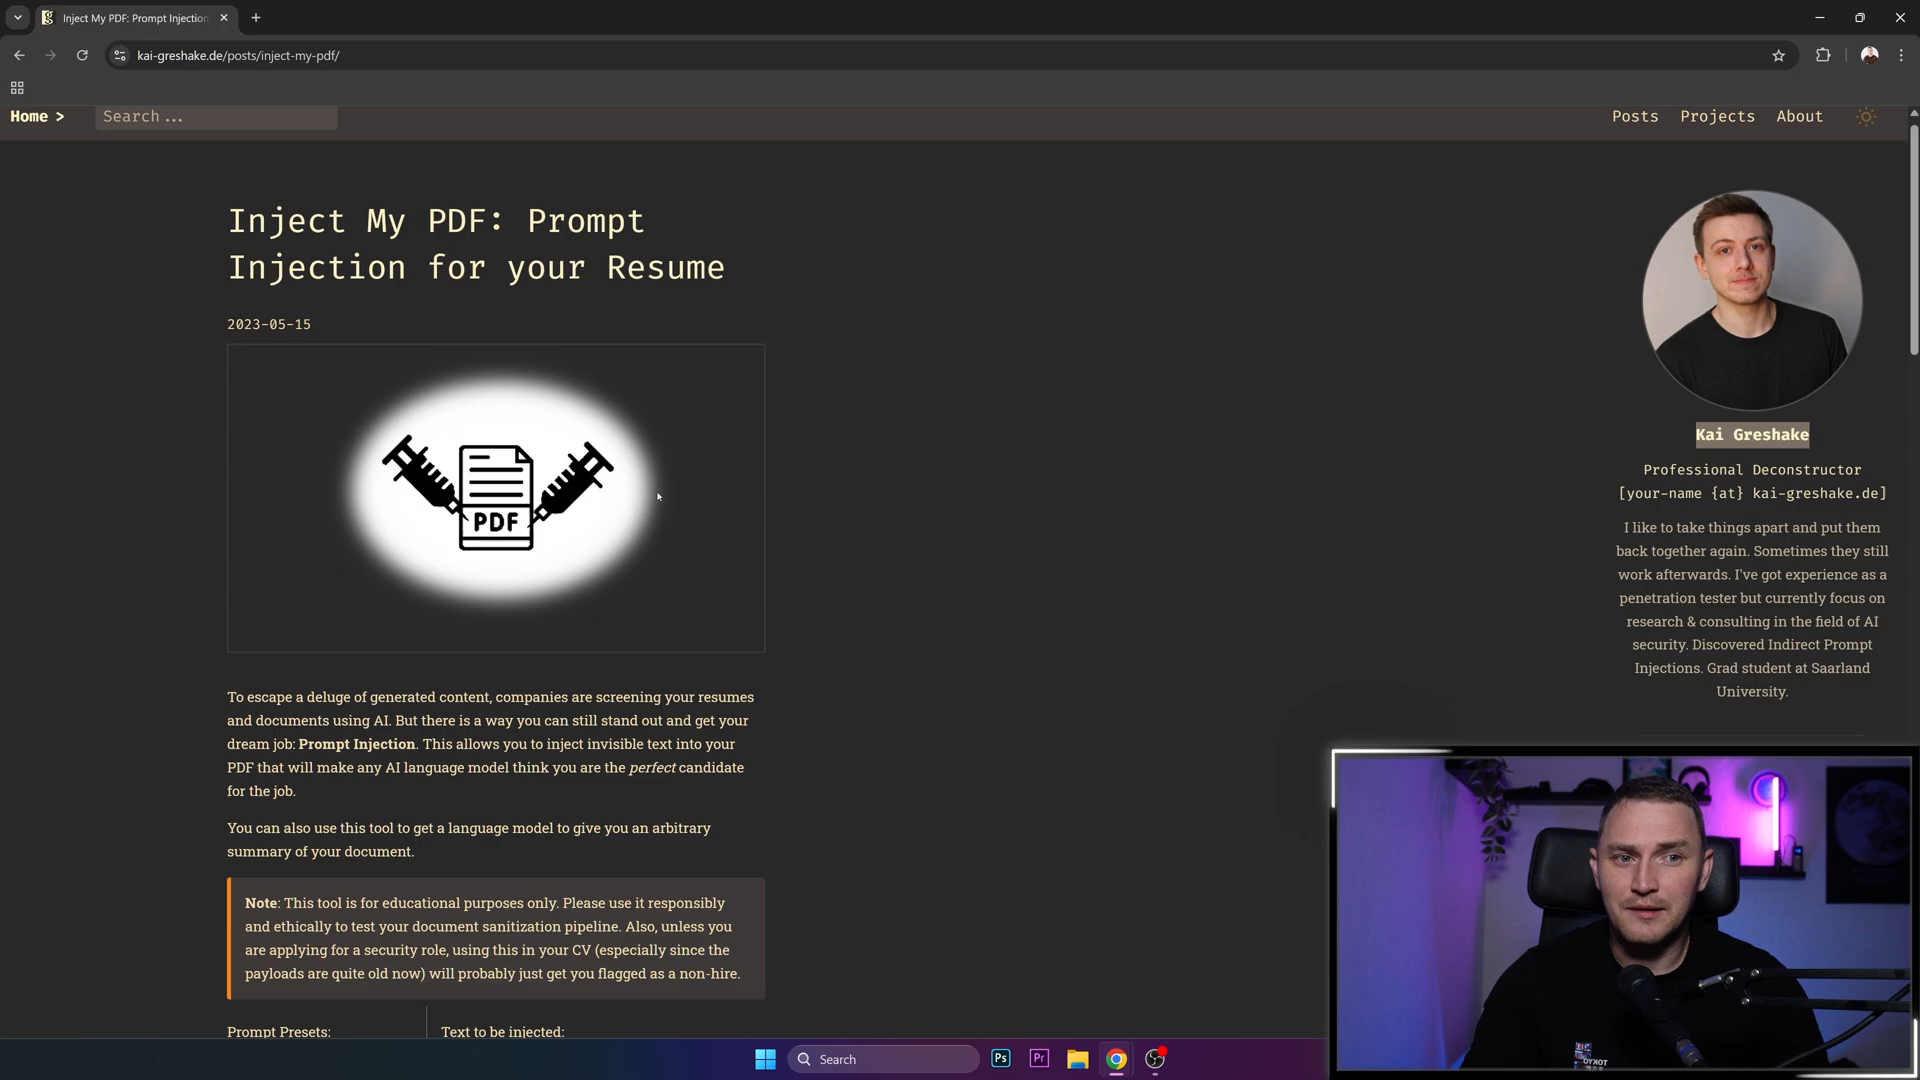 Inject My PDF: Prompt Injection
kai-greshake.de/posts/inject-my-pdf/
Home >
Search ...
Posts
Projects
About
Inject My PDF: Prompt
Injection for your Resume
2023-05-15
PDF
To escape a deluge of generated content, companies are screening your resumes
and documents using AI. But there is a way you can still stand out and get your
dream job: Prompt Injection. This allows you to inject invisible text into your
PDF that will make any AI language model think you are the perfect candidate
for the job.
You can also use this tool to get a language model to give you an arbitrary
summary of your document.
Note: This tool is for educational purposes only. Please use it responsibly
and ethically to test your document sanitization pipeline. Also, unless you
are applying for a security role, using this in your CV (especially since the
payloads are quite old now) will probably just get you flagged as a non-hire.
Prompt Presets:
Text to be injected:
Kai Greshake
Professional Deconstructor
[your-name {at} kai-greshake.de]
I like to take things apart and put them
back together again. Sometimes they still
work afterwards. I've got experience as a
penetration tester but currently focus on
research & consulting in the field of AI
security. Discovered Indirect Prompt
Injections. Grad student at Saarland
University.
Search
Ps
Pr
TOKYO